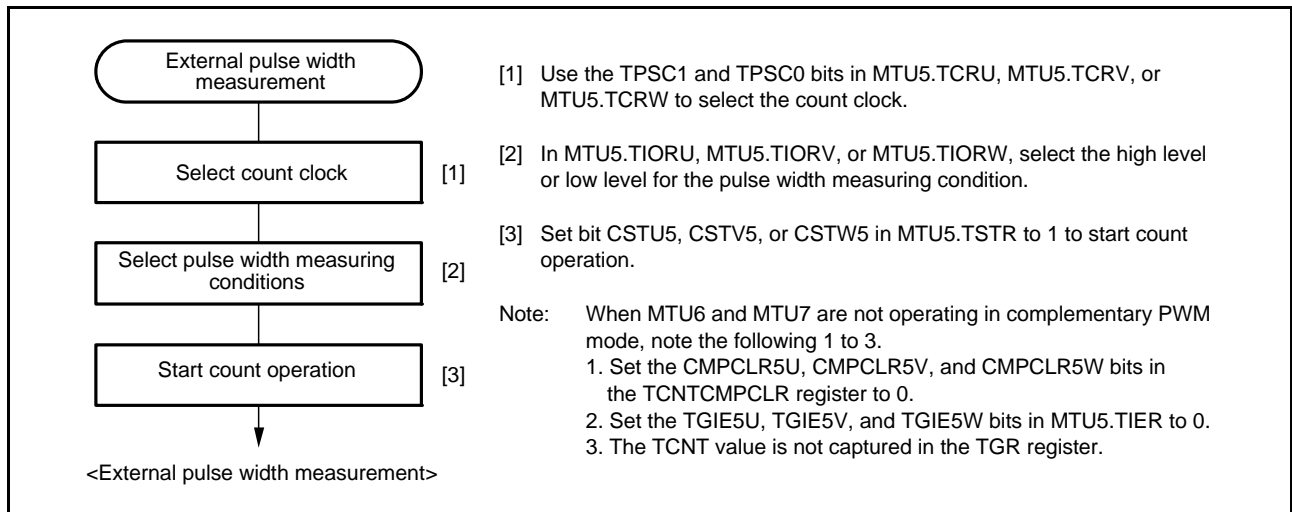 External pulse width
measurement
Select count clock
[1]
Select pulse width measuring
conditions
[2]
Start count operation
[3]
<External pulse width measurement>
[1] Use the TPSC1 and TPSC0 bits in MTU5.TCRU, MTU5.TCRV, or
MTU5.TCRW to select the count clock.
[2] In MTU5.TIORU, MTU5.TIORV, or MTU5.TIORW, select the high level
or low level for the pulse width measuring condition.
[3] Set bit CSTU5, CSTV5, or CSTW5 in MTU5.TSTR to 1 to start count
operation.
Note: When MTU6 and MTU7 are not operating in complementary PWM
mode, note the following 1 to 3.
1. Set the CMPCLR5U, CMPCLR5V, and CMPCLR5W bits in
the TCNTCMPCLR register to 0.
2. Set the TGIE5U, TGIE5V, and TGIE5W bits in MTU5.TIER to 0.
3. The TCNT value is not captured in the TGR register.